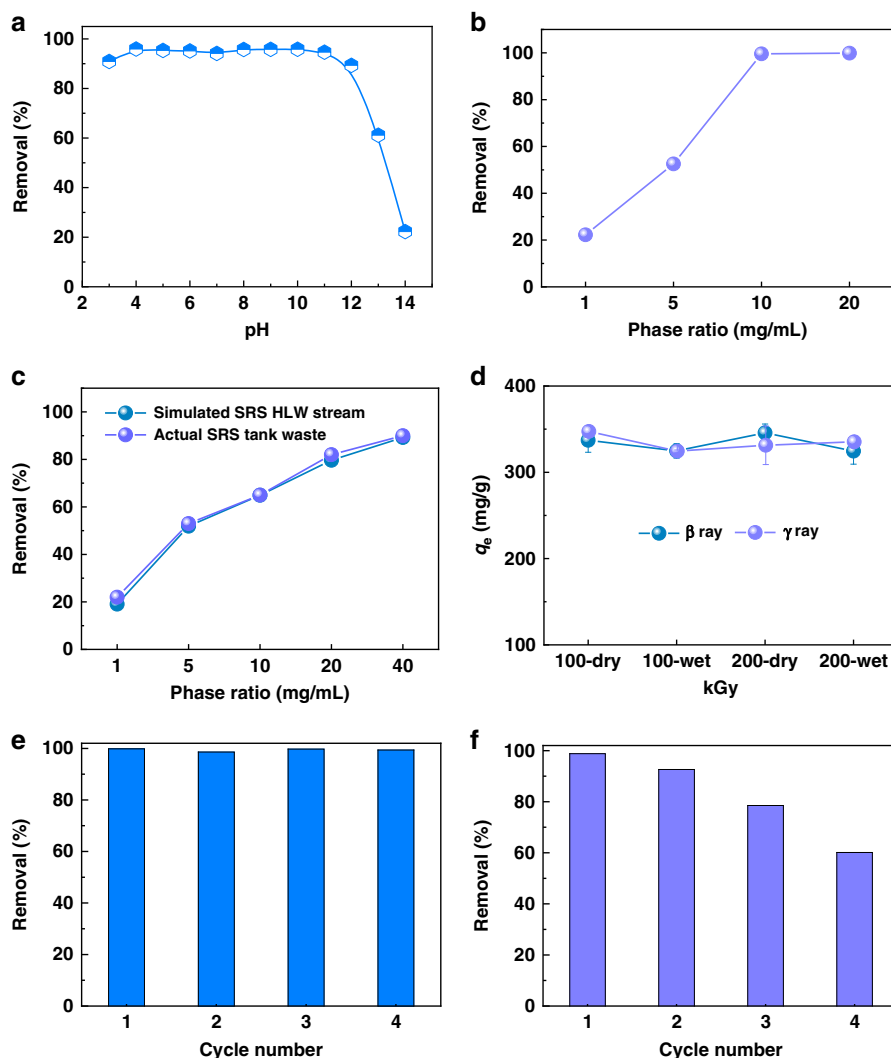 a
Removal (%)
100
80
60
40
20
0
2 4 6 8 10 12 14
pH
b
Removal (%)
100
80
60
40
20
0
1 5 10 20
Phase ratio (mg/mL)
c
Removal (%)
100
80
60
40
20
0
Simulated SRS HLW stream
Actual SRS tank waste
1 5 10 20 40
Phase ratio (mg/mL)
d
qe (mg/g)
400
300
200
100
β ray γ ray
100-dry 100-wet 200-dry 200-wet
kGy
e
Removal (%)
100
80
60
40
20
0
1 2 3 4
Cycle number
f
Removal (%)
100
80
60
40
20
0
1 2 3 4
Cycle number